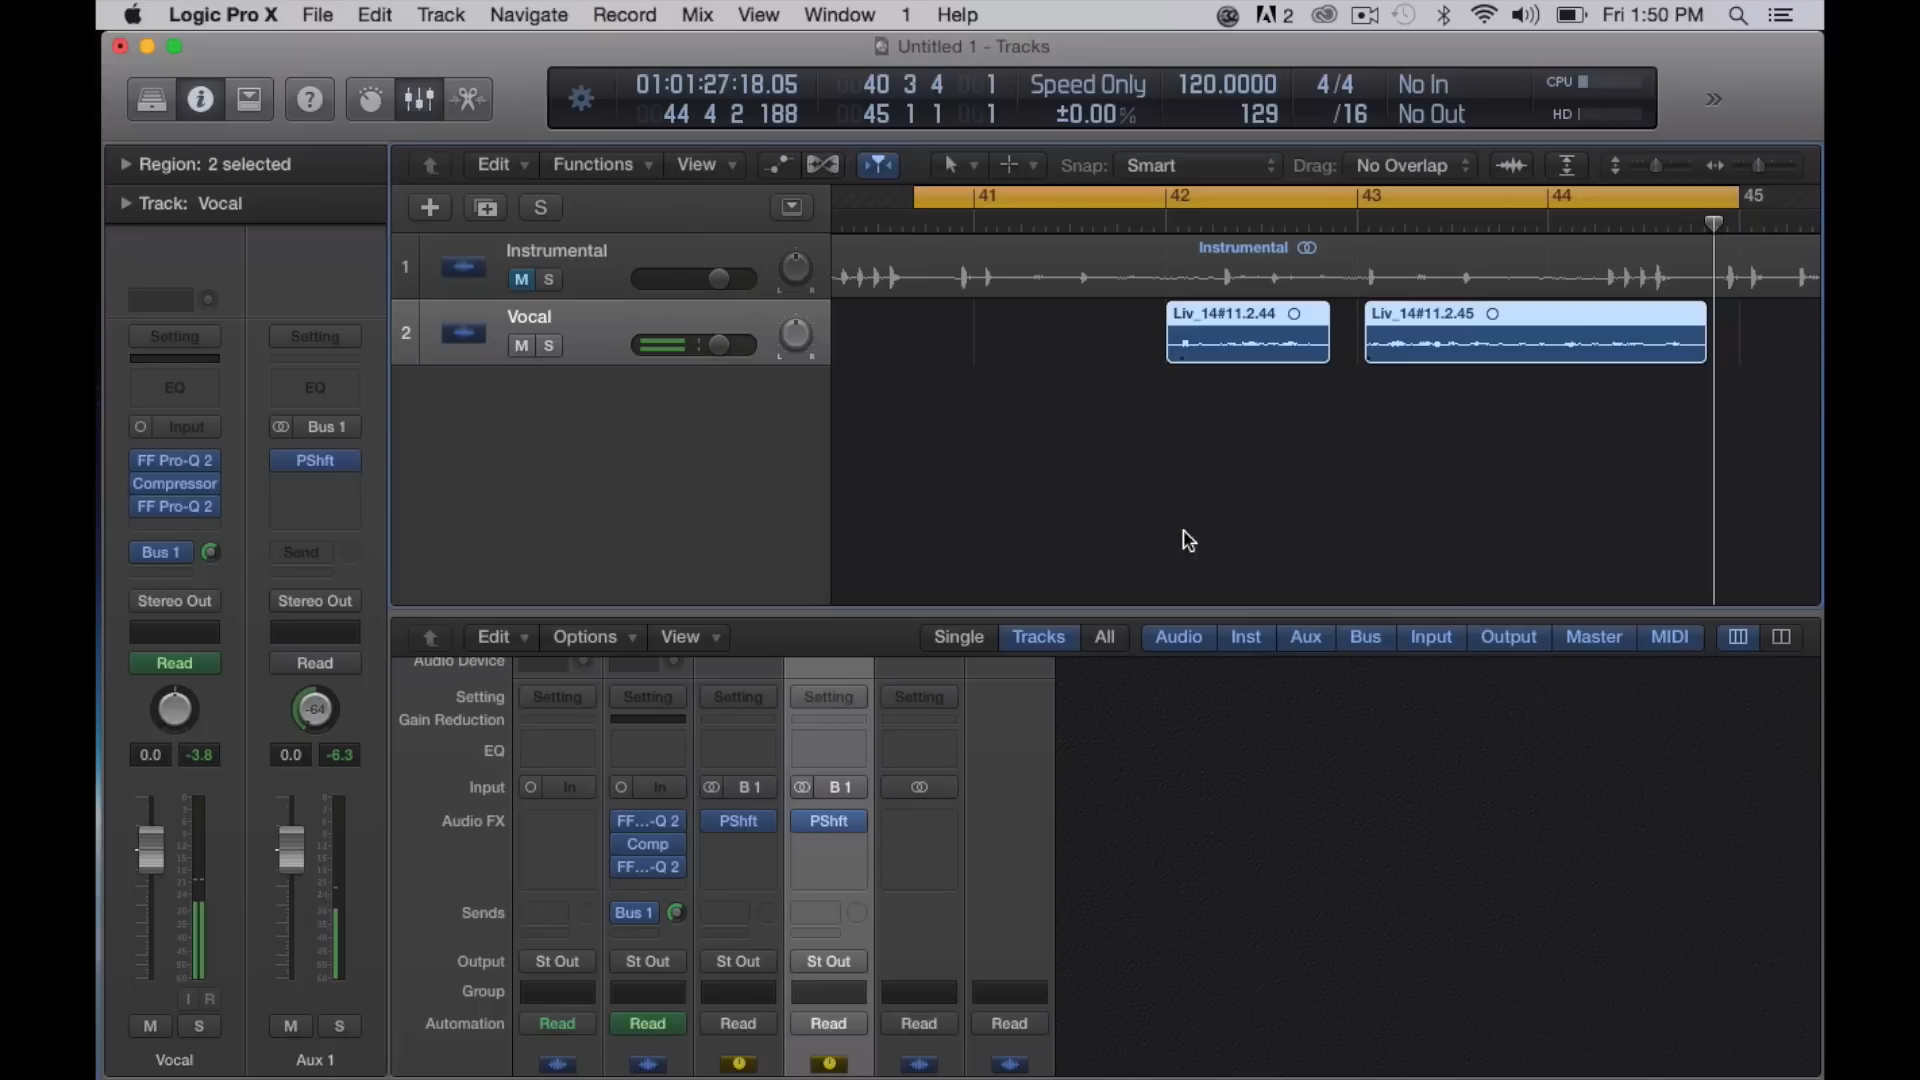 Logic Pro X File Edit Track Navigate Record Mix View Window 1 Help 2 Fri 1:50 PM
Untitled 1 - Tracks
01:01:27:18.05 40 3 4 1 Speed Only 120.0000 4/4 No In CPU
44 4 2 188 45 1 1 1 ±0.00% 129 /16 No Out HD
Region: 2 selected
Edit Functions View Snap: Smart Drag: No Overlap
Track: Vocal
S
41 42 43 44 45
1 Instrumental
M S
L R
Instrumental
2 Vocal
M S
L R
Liv_14#11.2.44 Liv_14#11.2.45
Setting Setting
EQ EQ
Input Bus 1
FF Pro-Q 2 PShft
Compressor
FF Pro-Q 2
Bus 1 Send
Stereo Out Stereo Out
Read Read
-64
0.0 -3.8 0.0 -6.3
I R
M S M S
Vocal Aux 1
Edit Options View Single Tracks All Audio Inst Aux Bus Input Output Master MIDI
Audio Device
Setting Setting Setting Setting Setting Setting
Gain Reduction
EQ
Input In In B 1 B 1
Audio FX FF...-Q 2 PShft PShft
Comp
FF...-Q 2
Sends Bus 1
Output St Out St Out St Out St Out
Group
Automation Read Read Read Read Read Read